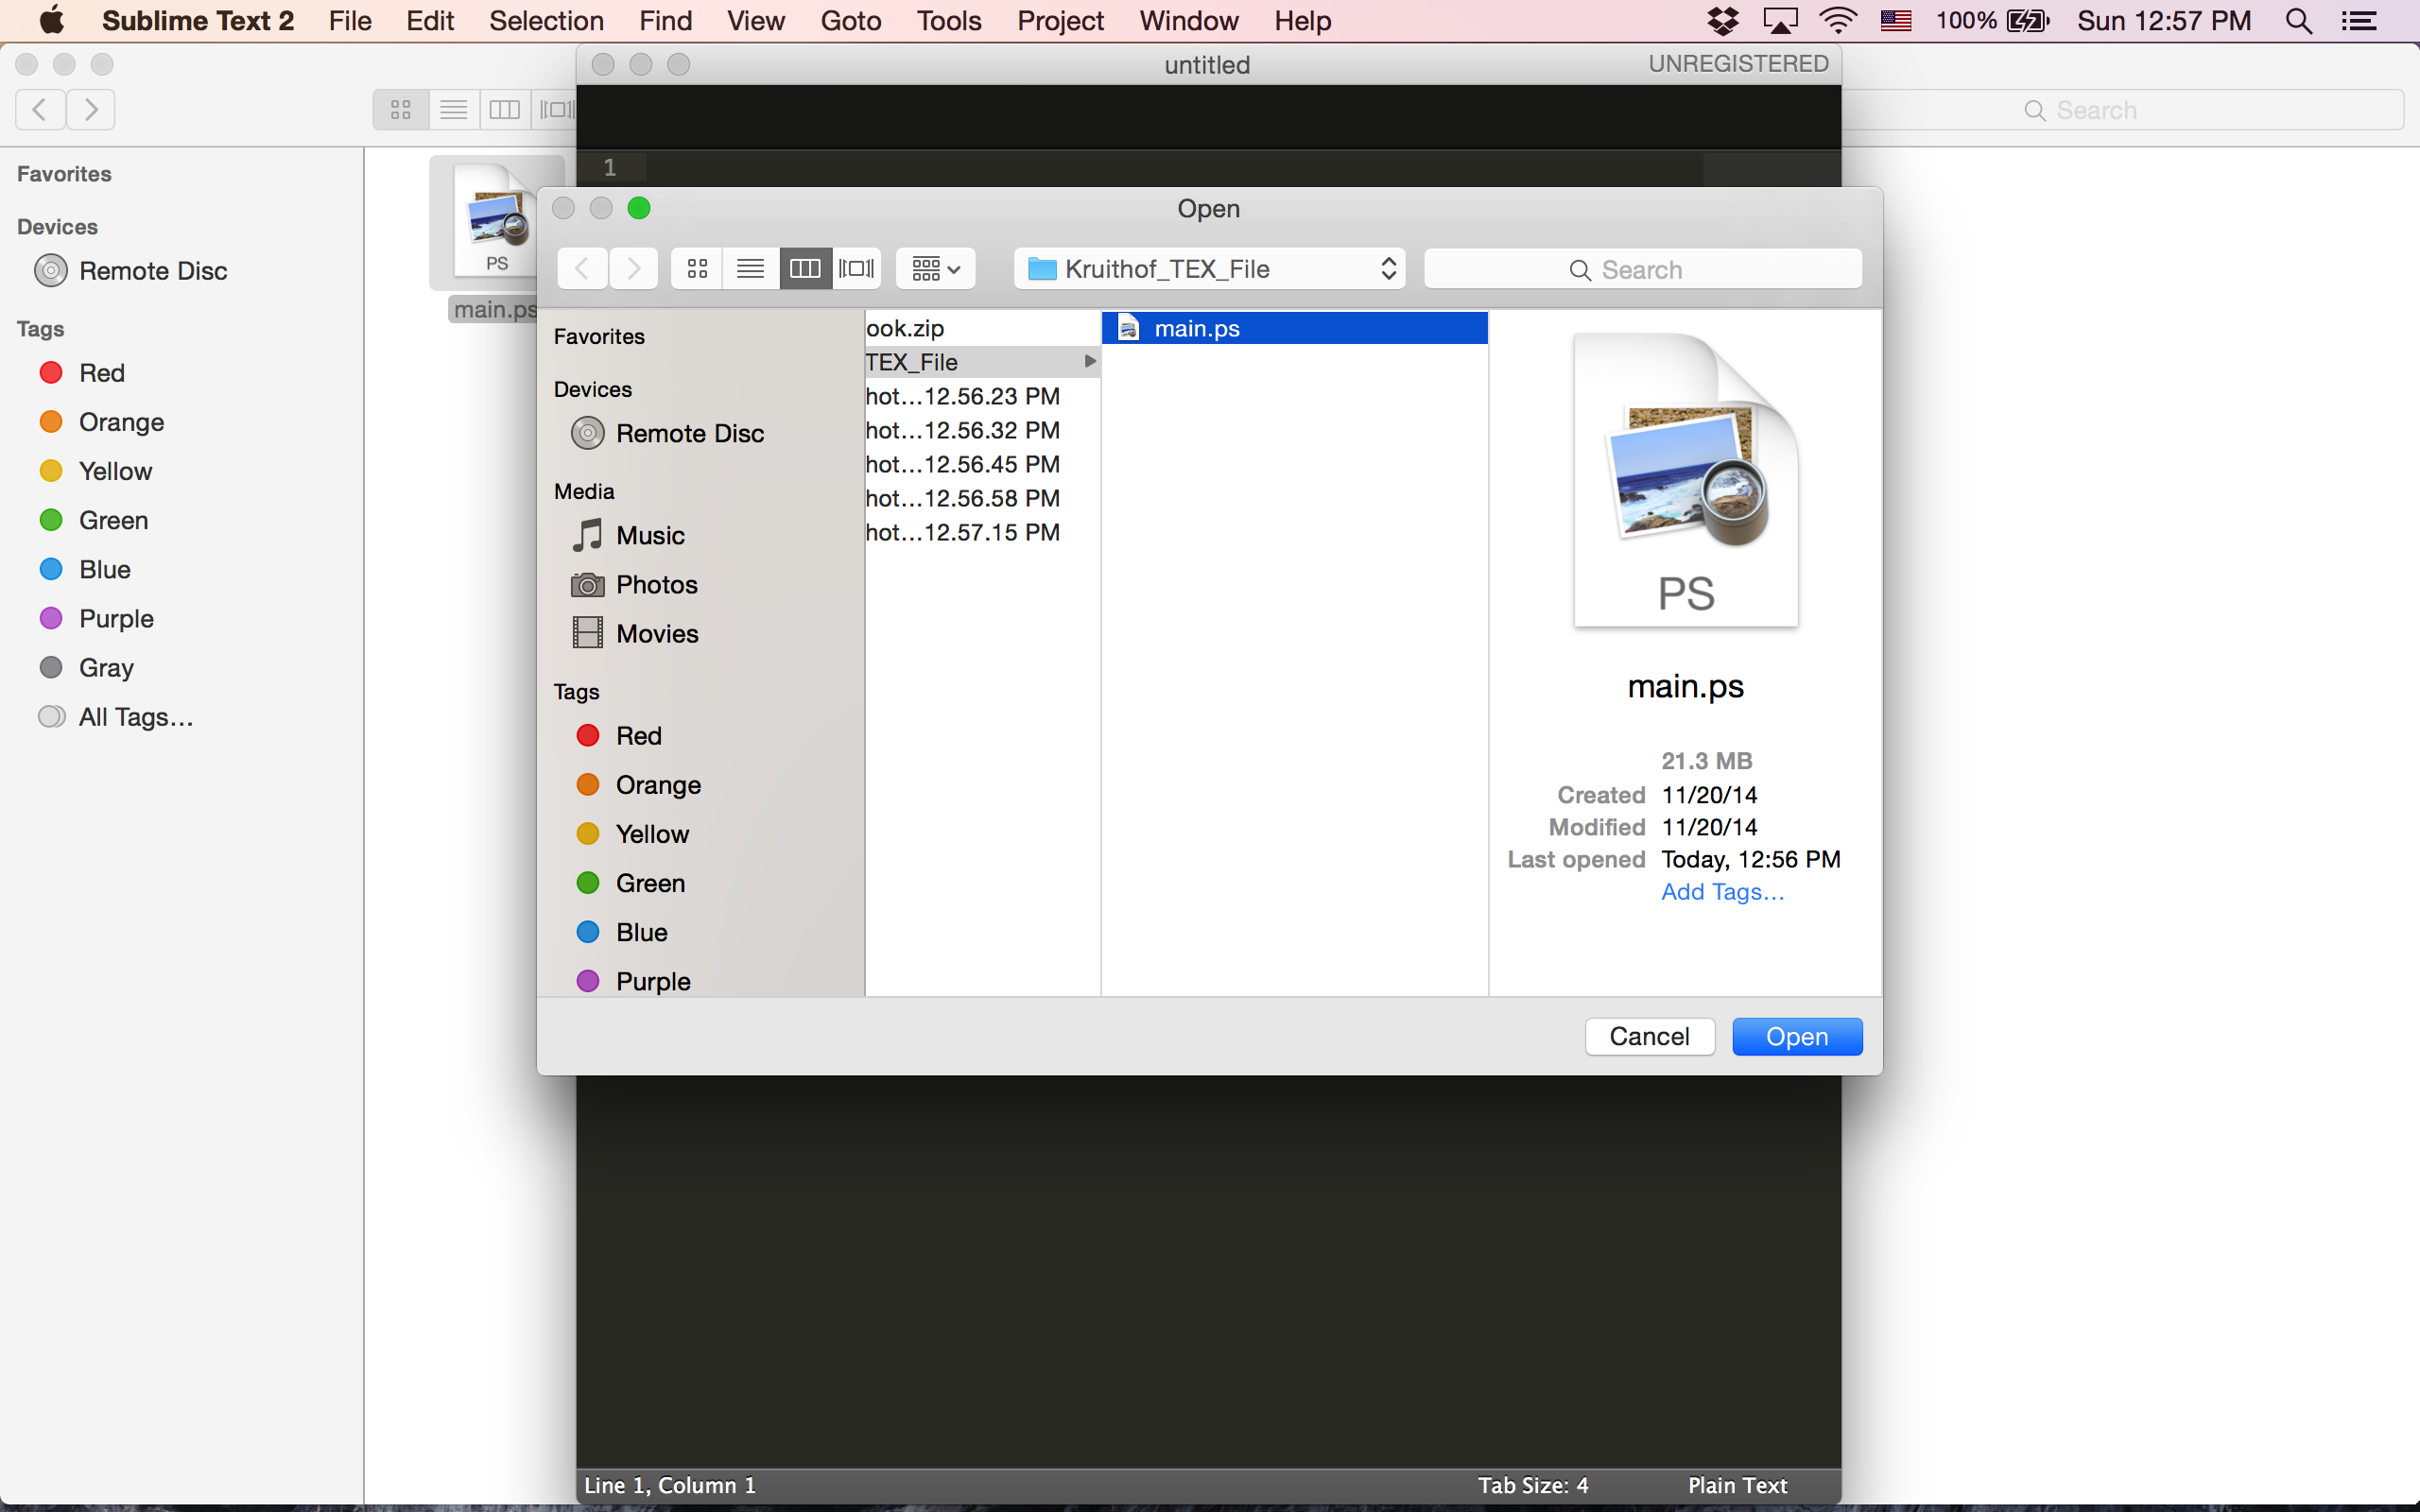 Sublime Text 2 File Edit Selection Find View Goto Tools Project Window Help 100% Sun 12:57 PM
untitled UNREGISTERED
Search
Favorites
Devices
Remote Disc
Tags
Red
Orange
Yellow
Green
Blue
Purple
Gray
All Tags...
PS
main.ps
1
Open
Kruithof_TEX_File
Search
Favorites
Devices
Remote Disc
Media
Music
Photos
Movies
Tags
Red
Orange
Yellow
Green
Blue
Purple
ook.zip
TEX_File
hot...12.56.23 PM
hot...12.56.32 PM
hot...12.56.45 PM
hot...12.56.58 PM
hot...12.57.15 PM
main.ps
PS
main.ps
21.3 MB
Created 11/20/14
Modified 11/20/14
Last opened Today, 12:56 PM
Add Tags...
Cancel Open
Line 1, Column 1 Tab Size: 4 Plain Text